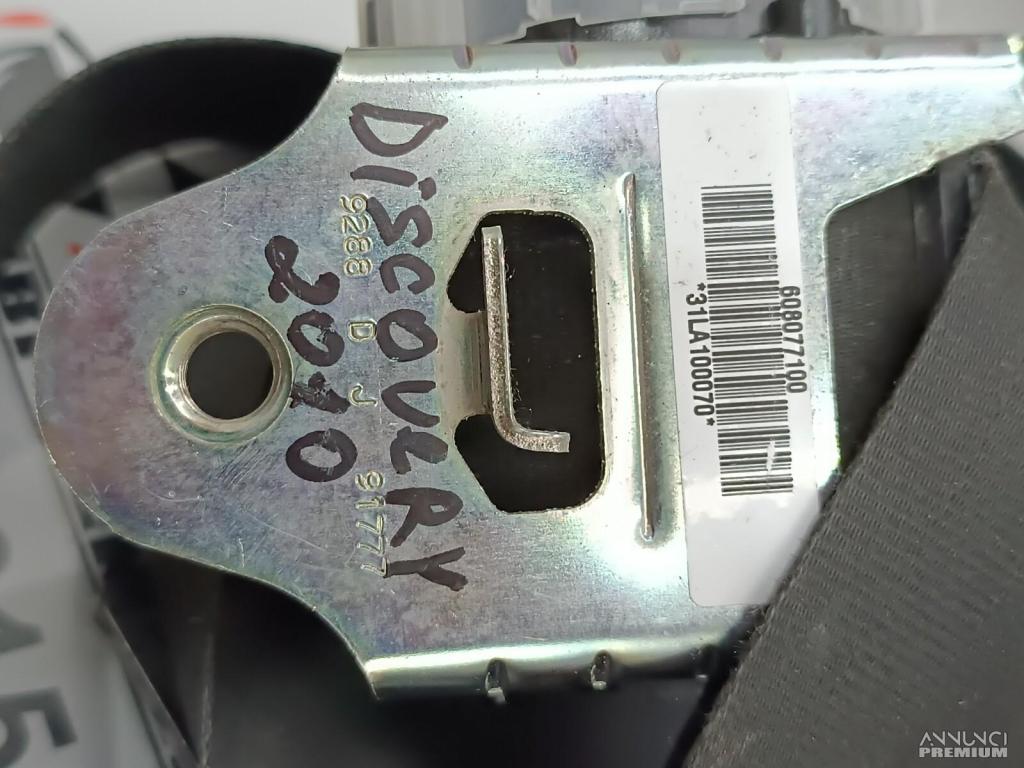 DiscoveRY
2010
9288 D J 91777
608077100
*31LA100070*
ANNUNCI
PREMIUM